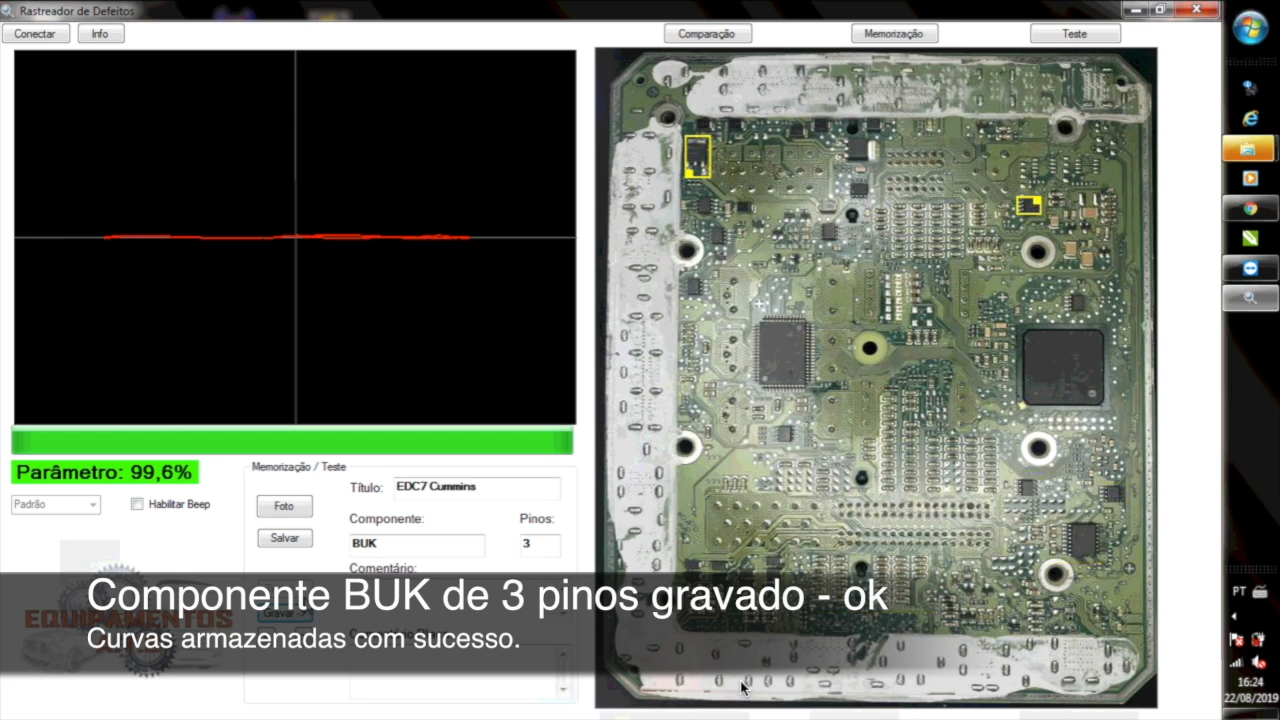 Rastreador de Defeitos
Conectar
Info
Comparação
Memorização
Teste
Parâmetro: 99,6%
Padrão
Habilitar Beep
Memorização / Teste
Foto
Salvar
Título:
EDC7 Cummins
Componente:
Pinos:
BUK
3
Comentário:
Gravar
EQUIPAMENTOS
Componente BUK de 3 pinos gravado - ok
Curvas armazenadas com sucesso.
PT
16:24
22/08/2019